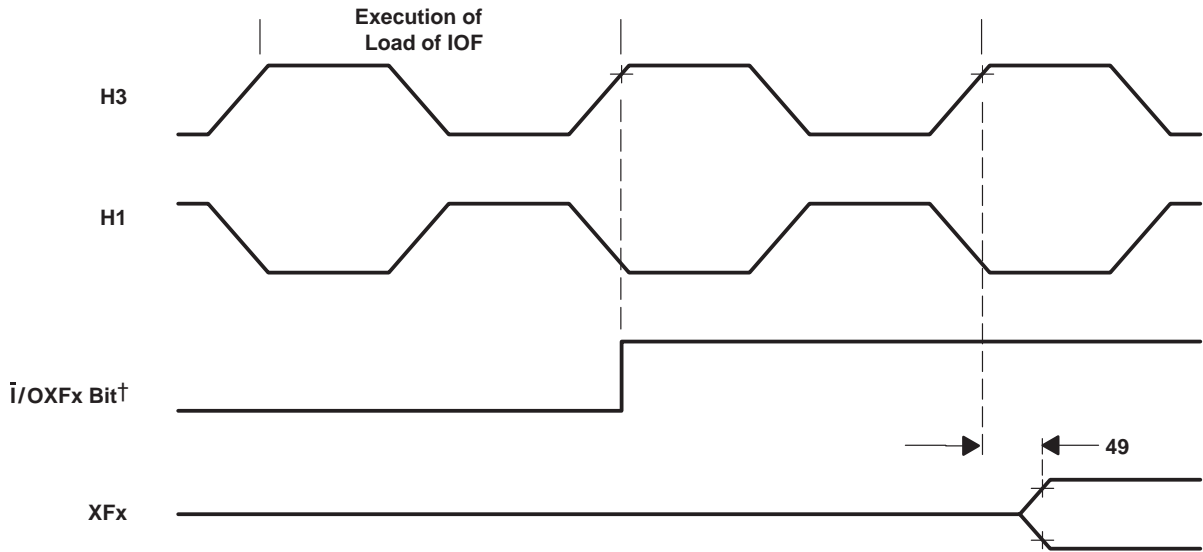 Execution of
Load of IOF
H3
H1
Ī/OXFx Bit†
49
XFx